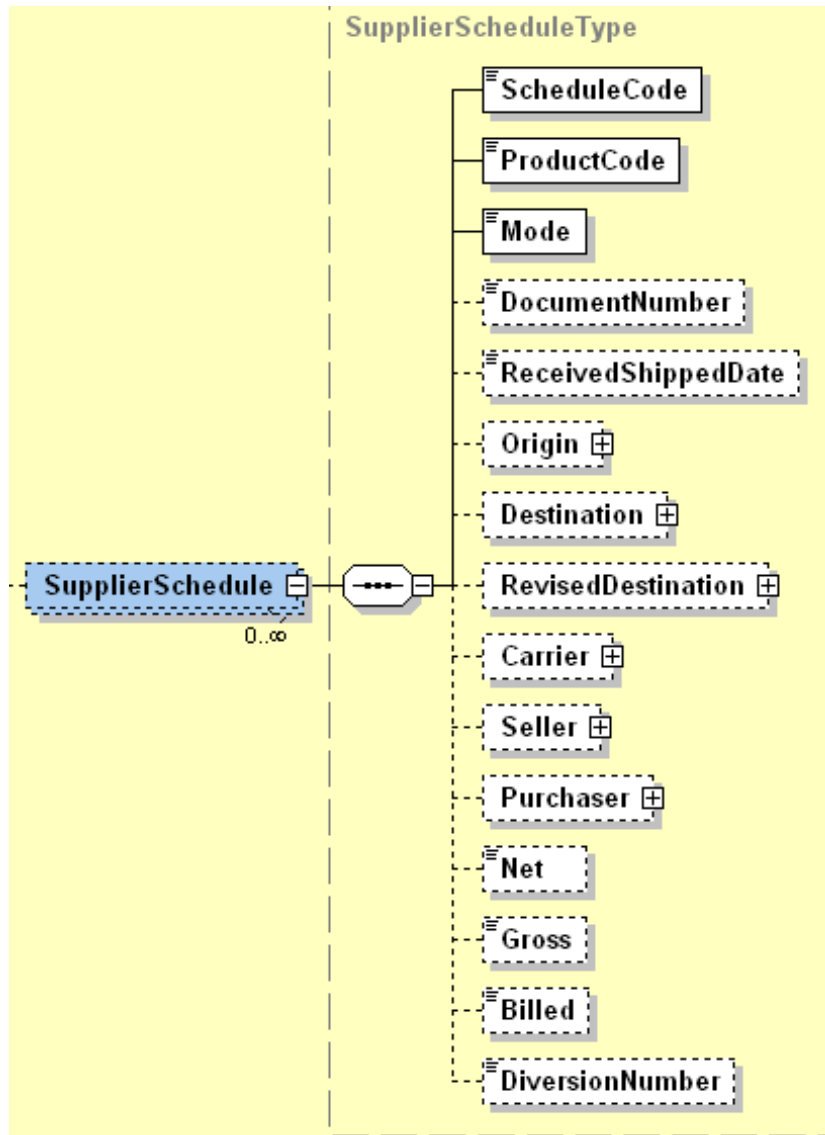 SupplierScheduleType
ScheduleCode
ProductCode
Mode
DocumentNumber
ReceivedShippedDate
Origin
Destination
SupplierSchedule
0..∞
RevisedDestination
Carrier
Seller
Purchaser
Net
Gross
Billed
DiversionNumber